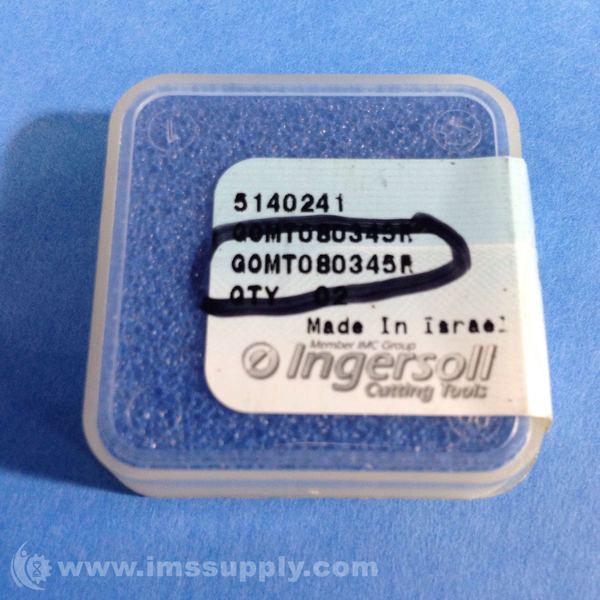 5140241
QOMT080345R
QOMT080345R
QTY 02
Made In Israel
Member IMC Group
Ingersoll
Cutting Tools
www.imssupply.com